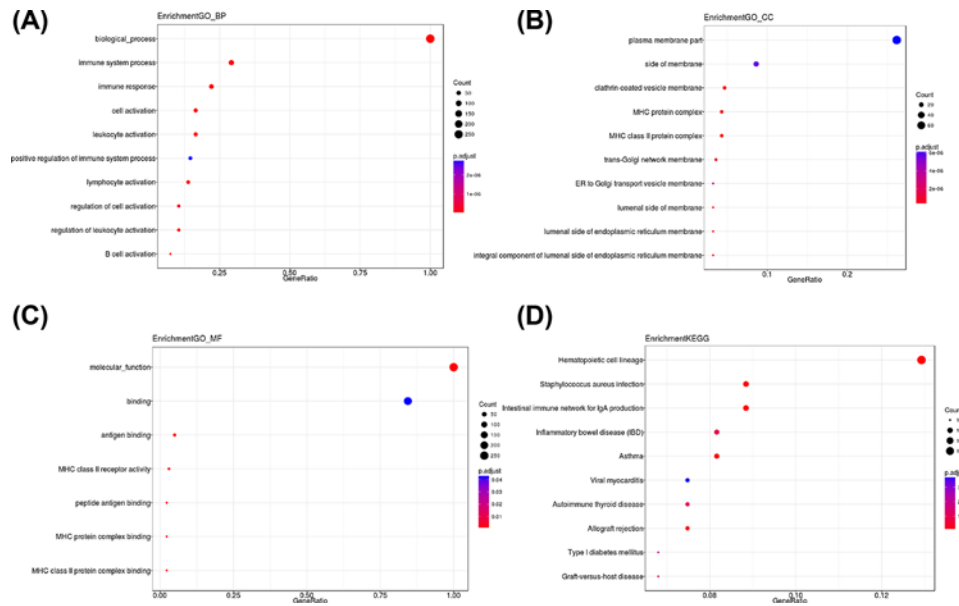 (A)
EnrichmentGO_BP
biological_process
immune system process
immune response
cell activation
leukocyte activation
positive regulation of immune system process
lymphocyte activation
regulation of cell activation
regulation of leukocyte activation
B cell activation
0.25
0.50
0.75
1.00
GeneRatio
Count
50
100
150
200
250
p.adjust
2e-06
1e-06
(B)
EnrichmentGO_CC
plasma membrane part
side of membrane
clathrin-coated vesicle membrane
MHC protein complex
MHC class II protein complex
trans-Golgi network membrane
ER to Golgi transport vesicle membrane
lumenal side of membrane
lumenal side of endoplasmic reticulum membrane
integral component of lumenal side of endoplasmic reticulum membrane
0.1
0.2
GeneRatio
Count
20
40
60
p.adjust
2e-06
(C)
EnrichmentGO_MF
molecular_function
binding
antigen binding
MHC class II receptor activity
peptide antigen binding
MHC protein complex binding
MHC class II protein complex binding
0.00
0.25
0.50
0.75
1.00
GeneRatio
Count
50
100
150
200
250
p.adjust
0.04
0.03
0.02
0.01
(D)
EnrichmentKEGG
Hematopoietic cell lineage
Staphylococcus aureus infection
Intestinal immune network for IgA production
Inflammatory bowel disease (IBD)
Asthma
Viral myocarditis
Autoimmune thyroid disease
Allograft rejection
Type I diabetes mellitus
Graft-versus-host disease
0.08
0.10
0.12
GeneRatio
Count
p.adjust